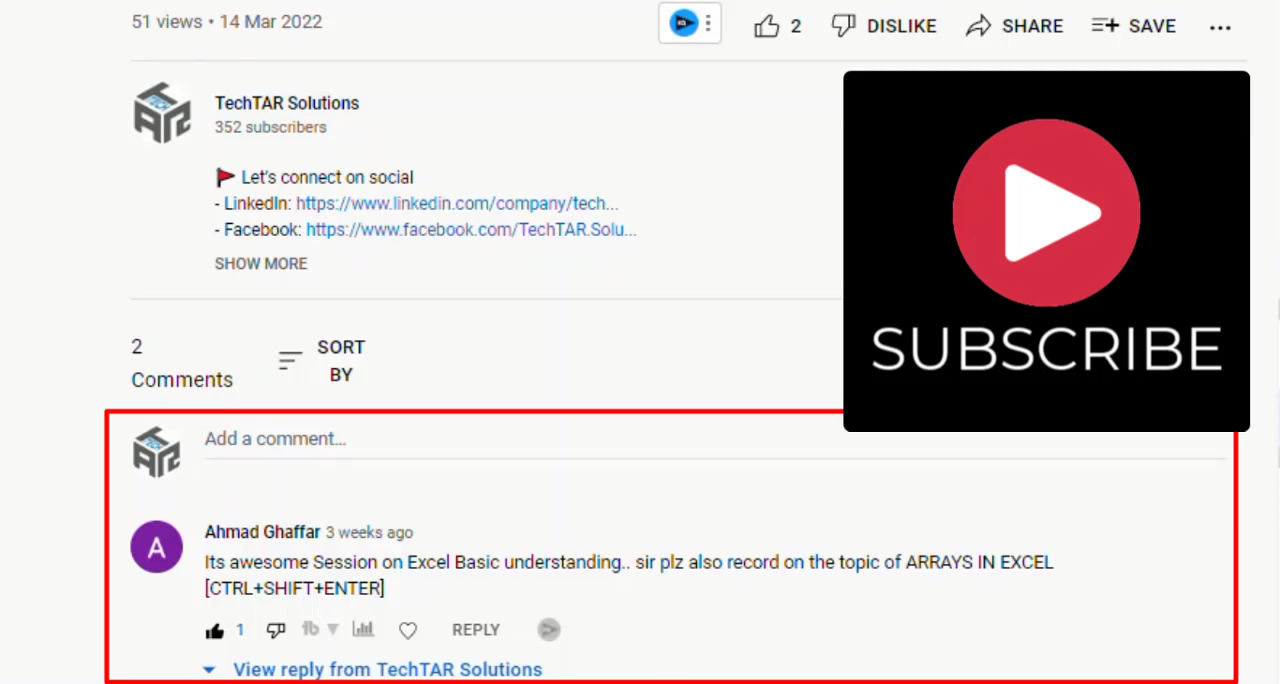 51 views • 14 Mar 2022
2 DISLIKE SHARE SAVE
TechTAR Solutions
352 subscribers
Let's connect on social
- LinkedIn: https://www.linkedin.com/company/tech...
- Facebook: https://www.facebook.com/TechTAR.Solu...
SHOW MORE
SUBSCRIBE
2
Comments
SORT
BY
Add a comment...
A
Ahmad Ghaffar 3 weeks ago
Its awesome Session on Excel Basic understanding.. sir plz also record on the topic of ARRAYS IN EXCEL
[CTRL+SHIFT+ENTER]
1 REPLY
View reply from TechTAR Solutions